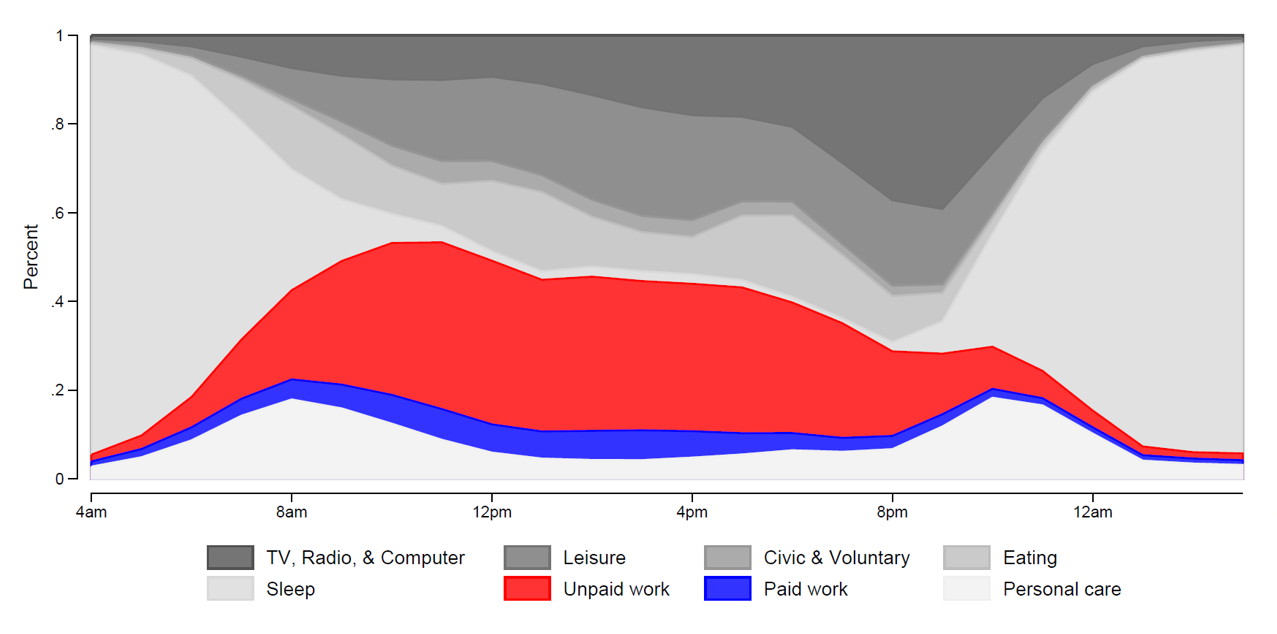 Percent
1
.8
.6
.4
.2
0
4am 8am 12pm 4pm 8pm 12am
TV, Radio, & Computer Leisure Civic & Voluntary Eating
Sleep Unpaid work Paid work Personal care